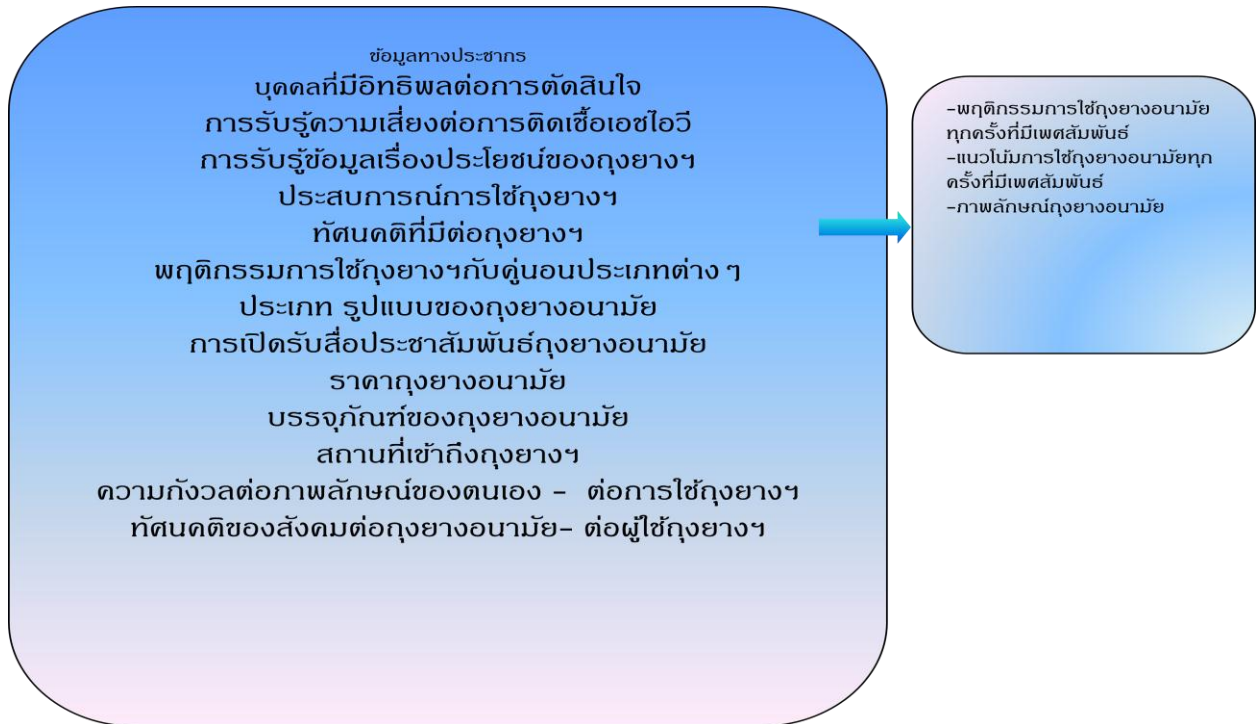 ข้อมูลทางประชากร
บุคคลที่มีอิทธิพลต่อการตัดสินใจ
การรับรู้ความเสี่ยงต่อการติดเชื้อเอชไอวี
การรับรู้ข้อมูลเรื่องประโยชน์ของถุงยางฯ
ประสบการณ์การใช้ถุงยางฯ
ทัศนคติที่มีต่อถุงยางฯ
พฤติกรรมการใช้ถุงยางฯกับคู่นอนประเภทต่าง ๆ
ประเภท รูปแบบของถุงยางอนามัย
การเปิดรับสื่อประชาสัมพันธ์ถุงยางอนามัย
ราคาถุงยางอนามัย
บรรจุภัณฑ์ของถุงยางอนามัย
สถานที่เข้าถึงถุงยางฯ
ความกังวลต่อภาพลักษณ์ของตนเอง – ต่อการใช้ถุงยางฯ
ทัศนคติของสังคมต่อถุงยางอนามัย– ต่อผู้ใช้ถุงยางฯ
–พฤติกรรมการใช้ถุงยางอนามัย
ทุกครั้งที่มีเพศสัมพันธ์
–แนวโน้มการใช้ถุงยางอนามัยทุก
ครั้งที่มีเพศสัมพันธ์
–ภาพลักษณ์ถุงยางอนามัย